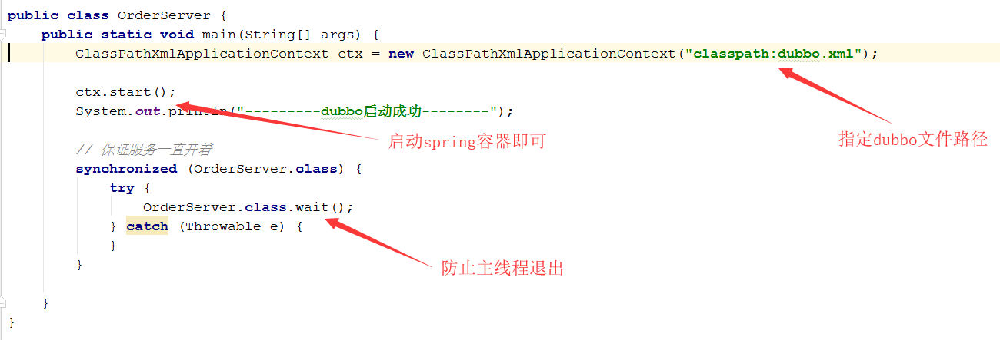 public class OrderServer {
public static void main(String[] args) {
ClassPathXmlApplicationContext ctx = new ClassPathXmlApplicationContext("classpath:dubbo.xml");
ctx.start();
System.out.println("---------dubbo启动成功--------");
启动spring容器即可
指定dubbo文件路径
// 保证服务一直开着
synchronized (OrderServer.class) {
try {
OrderServer.class.wait();
} catch (Throwable e) {
}
}
防止主线程退出
}
}